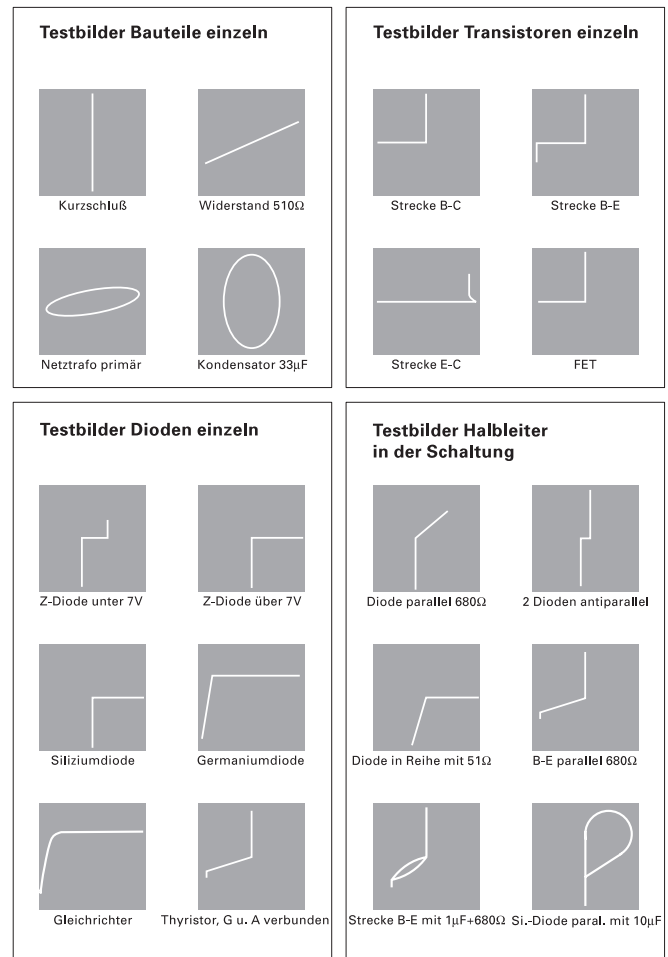 Testbilder Bauteile einzeln
Kurzschluß
Widerstand 510Ω
Netztrafo primär
Kondensator 33µF
Testbilder Transistoren einzeln
Strecke B-C
Strecke B-E
Strecke E-C
FET
Testbilder Dioden einzeln
Z-Diode unter 7V
Z-Diode über 7V
Siliziumdiode
Germaniumdiode
Gleichrichter
Thyristor, G u. A verbunden
Testbilder Halbleiter
in der Schaltung
Diode parallel 680Ω
2 Dioden antiparallel
Diode in Reihe mit 51Ω
B-E parallel 680Ω
Strecke B-E mit 1µF+680Ω
Si.-Diode paral. mit 10µF